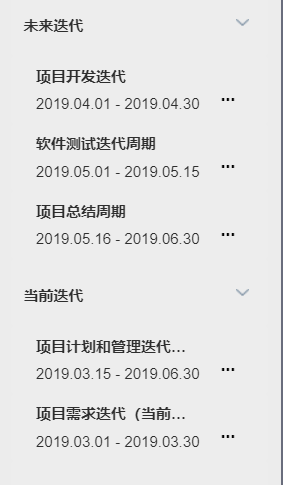 未来迭代
项目开发迭代
2019.04.01 - 2019.04.30 ...
软件测试迭代周期
2019.05.01 - 2019.05.15 ...
项目总结周期
2019.05.16 - 2019.06.30 ...
当前迭代
项目计划和管理迭代...
2019.03.15 - 2019.06.30 ...
项目需求迭代（当前...
2019.03.01 - 2019.03.30 ...